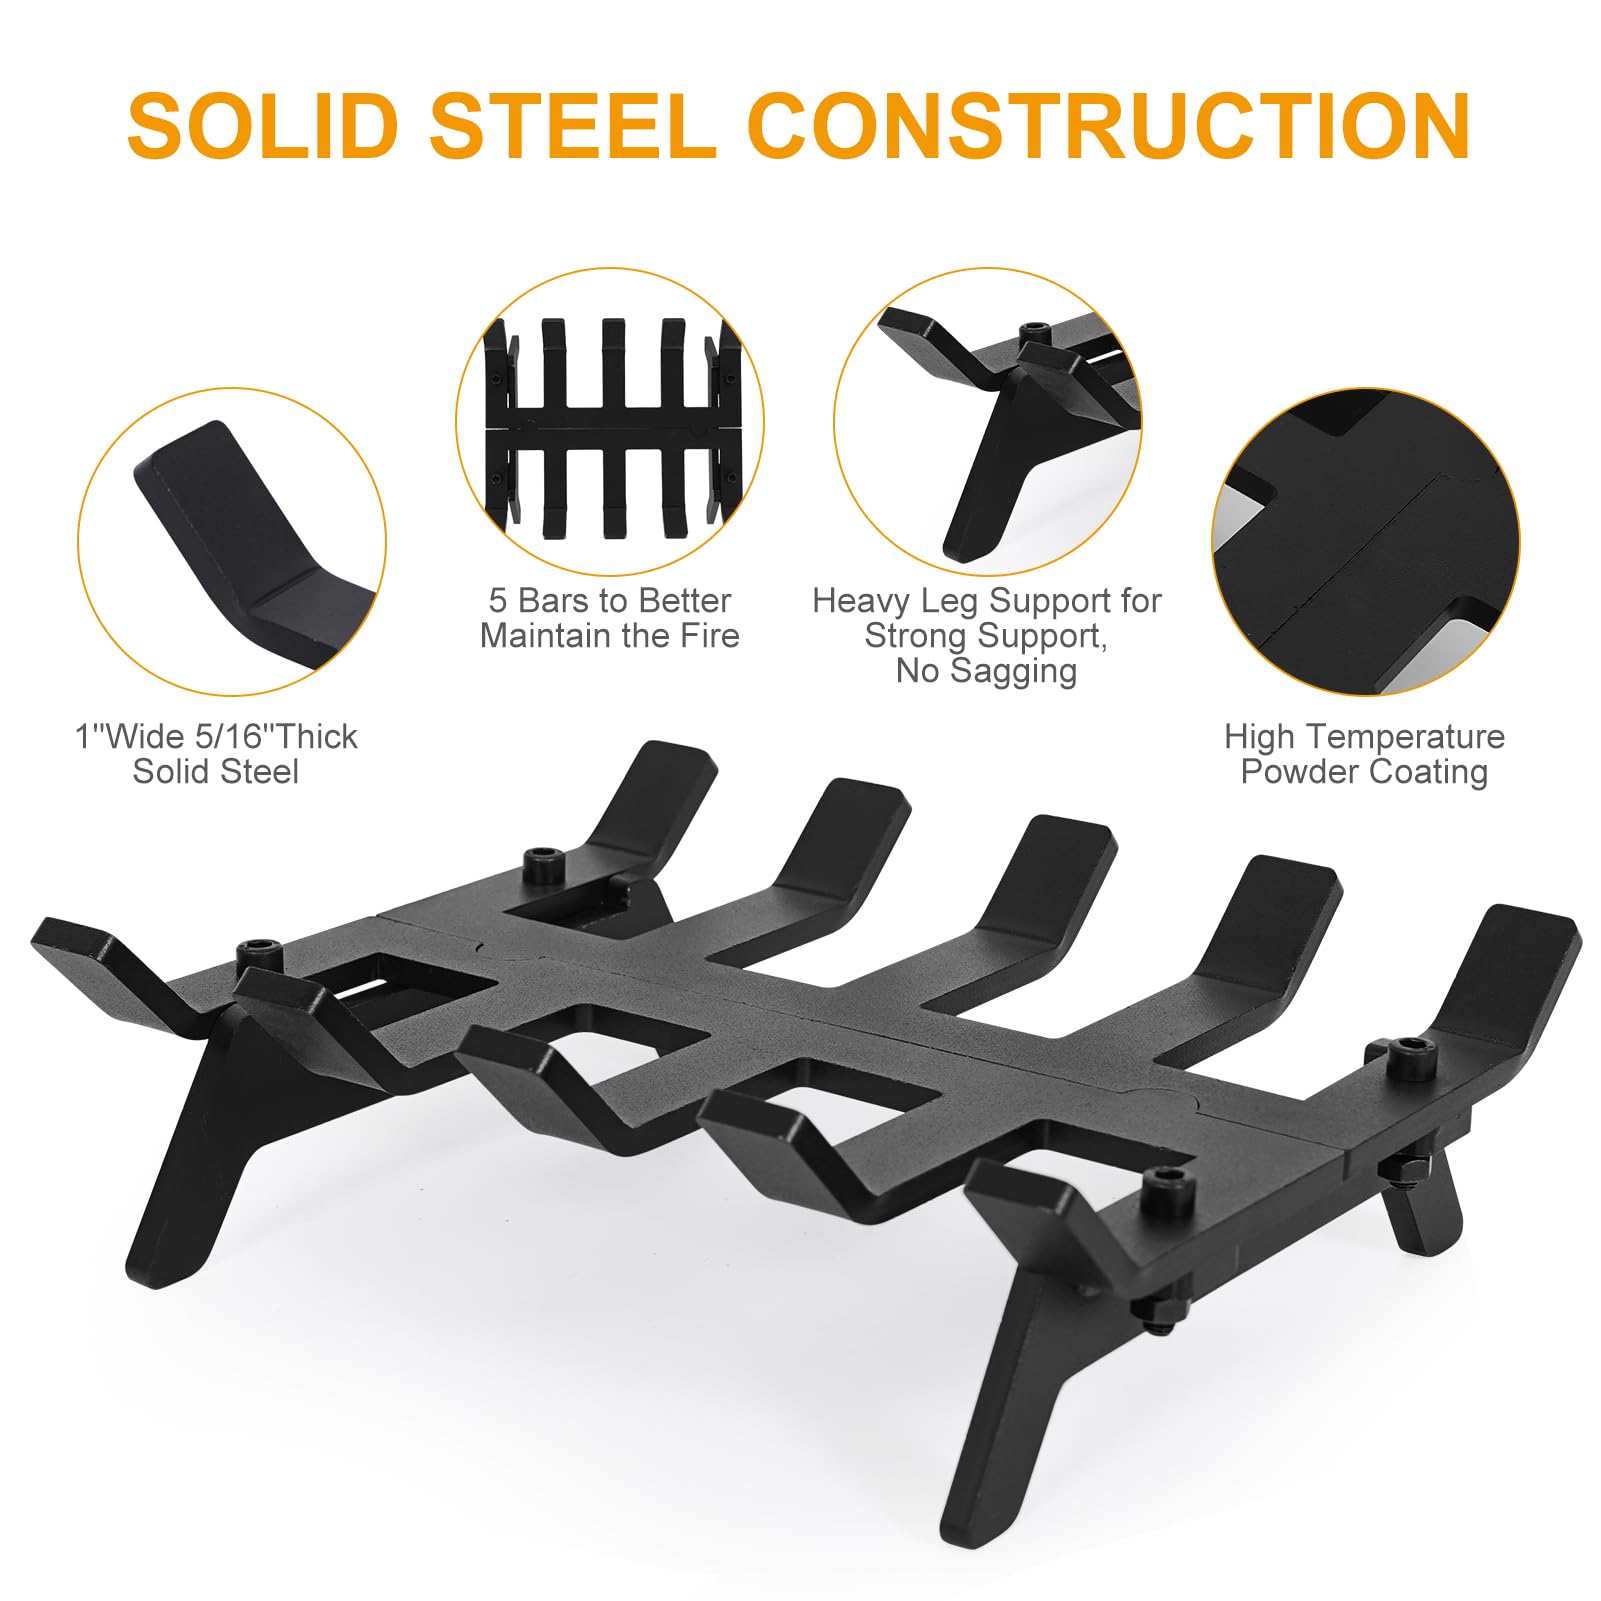 SOLID STEEL CONSTRUCTION
5 Bars to Better
Maintain the Fire
Heavy Leg Support for
Strong Support,
No Sagging
1"Wide 5/16"Thick
Solid Steel
High Temperature
Powder Coating